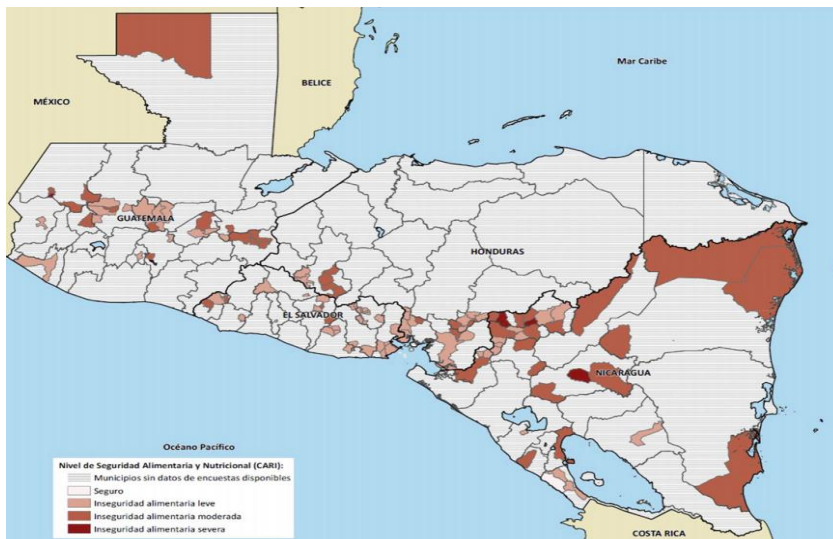 Mar Caribe
BELICE
MÉXICO
GUATEMALA
HONDURAS
EL SALVADOR
NICARAGUA
Océano Pacífico
Nivel de Seguridad Alimentaria y Nutricional (CARI):
Municipios sin datos de encuestas disponibles
Seguro
Inseguridad alimentaria leve
Inseguridad alimentaria moderada
Inseguridad alimentaria severa
COSTA RICA